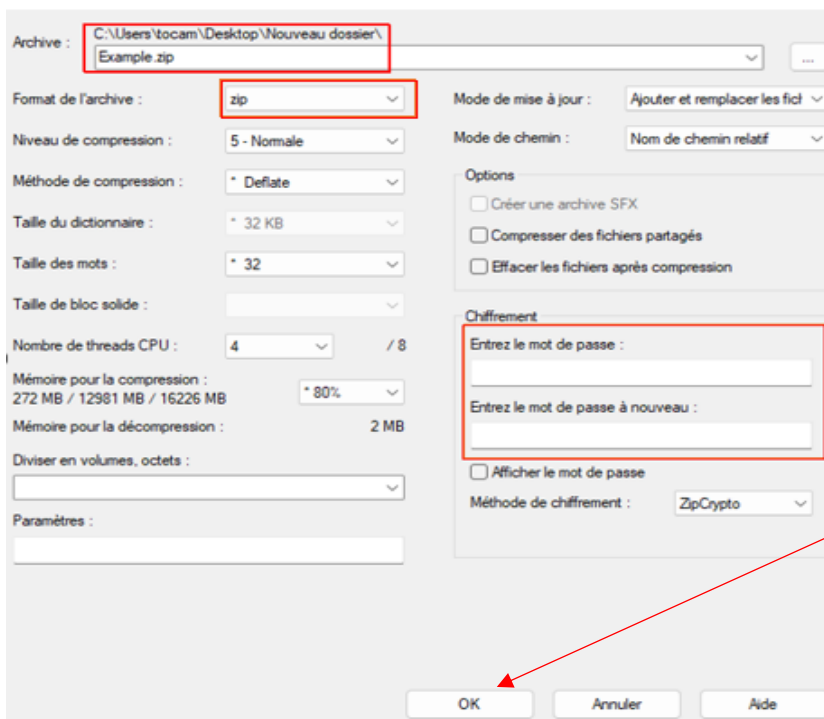 Archive :
C:\Users\tocam\Desktop\Nouveau dossier\
Example.zip
...
Format de l'archive :
zip
Niveau de compression :
5 - Normale
Méthode de compression :
* Deflate
Taille du dictionnaire :
* 32 KB
Taille des mots :
* 32
Taille de bloc solide :
Nombre de threads CPU :
4
/ 8
Mémoire pour la compression :
272 MB / 12981 MB / 16226 MB
* 80%
Mémoire pour la décompression :
2 MB
Diviser en volumes, octets :
Paramètres :
Mode de mise à jour :
Ajouter et remplacer les fich
Mode de chemin :
Nom de chemin relatif
Options
Créer une archive SFX
Compresser des fichiers partagés
Effacer les fichiers après compression
Chiffrement
Entrez le mot de passe :
Entrez le mot de passe à nouveau :
Afficher le mot de passe
Méthode de chiffrement :
ZipCrypto
OK
Annuler
Aide